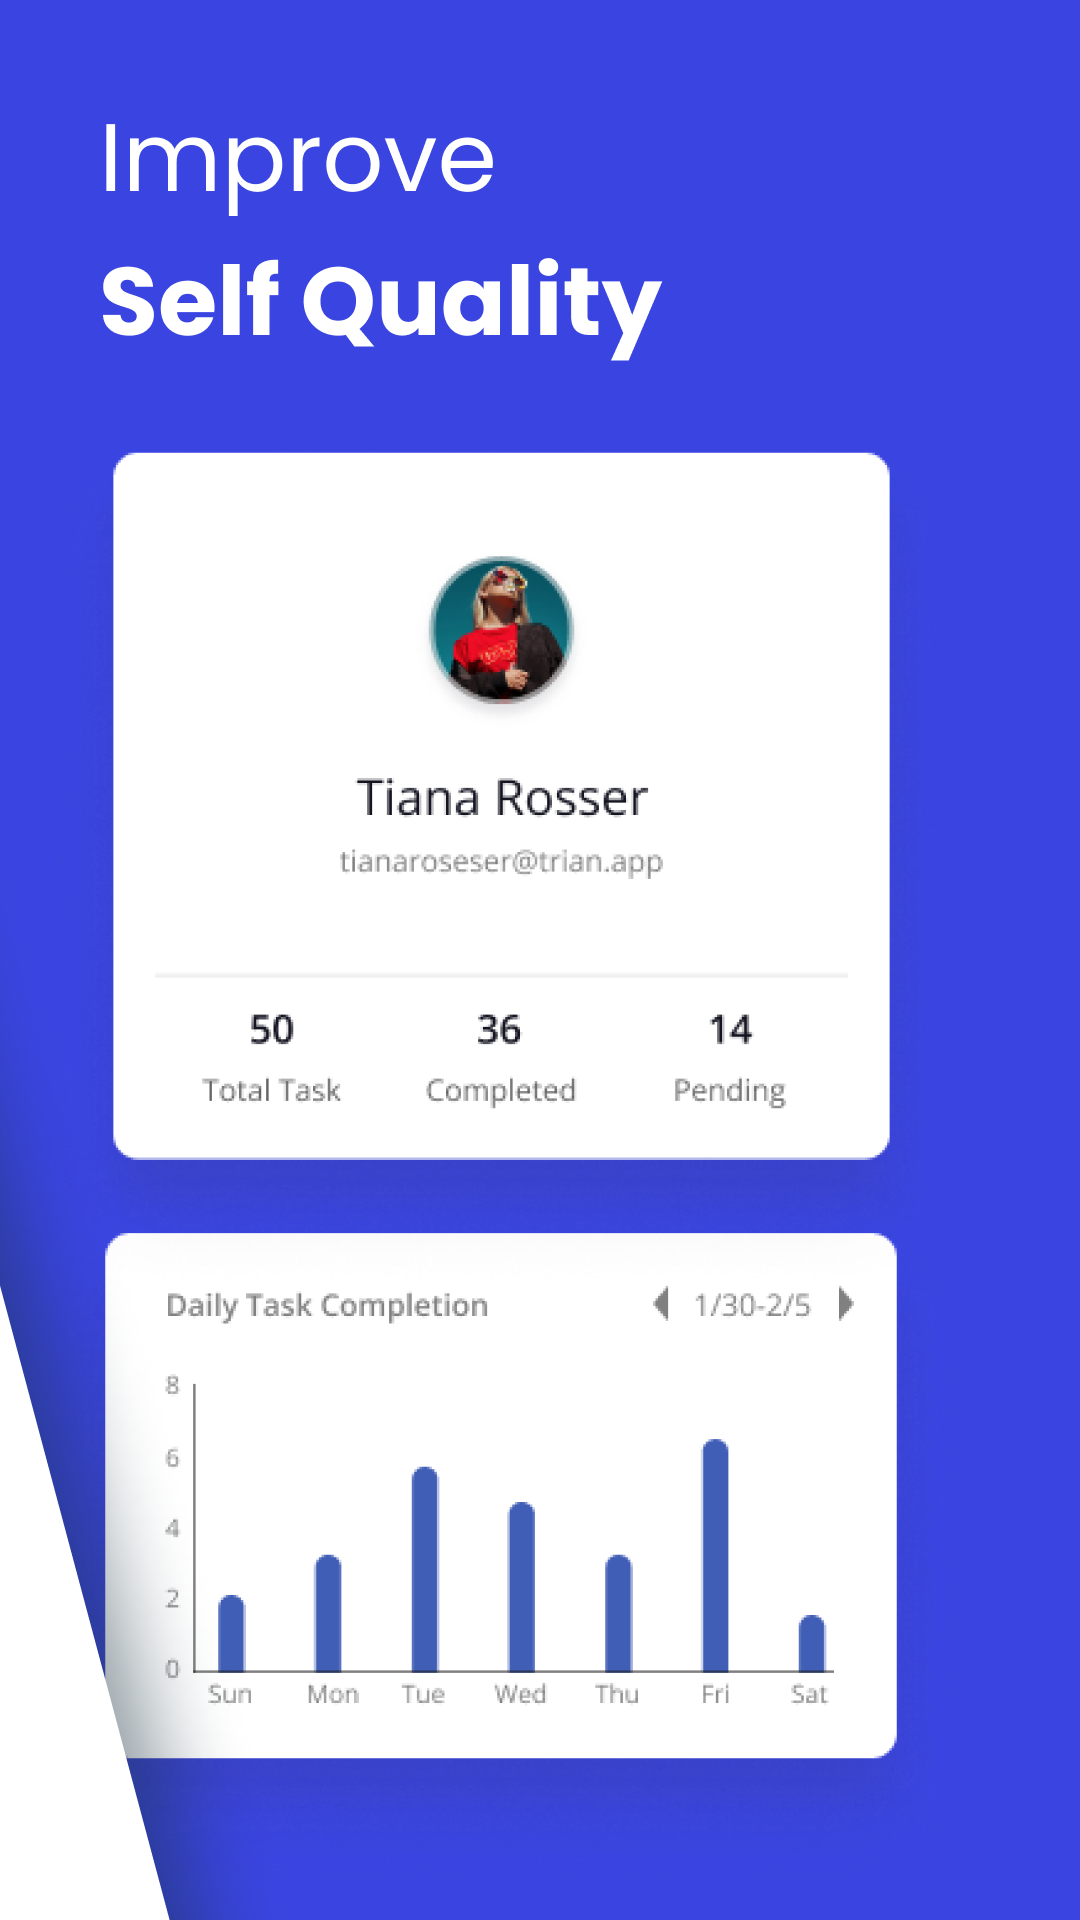 Improve
Self Quality
Tiana Rosser
tianaroseser@trian.app
50 36 14
Total Task Completed Pending
Daily Task Completion 1/30-2/5
8
6
4
2
0
Sun Mon Tue Wed Thu Fri Sat